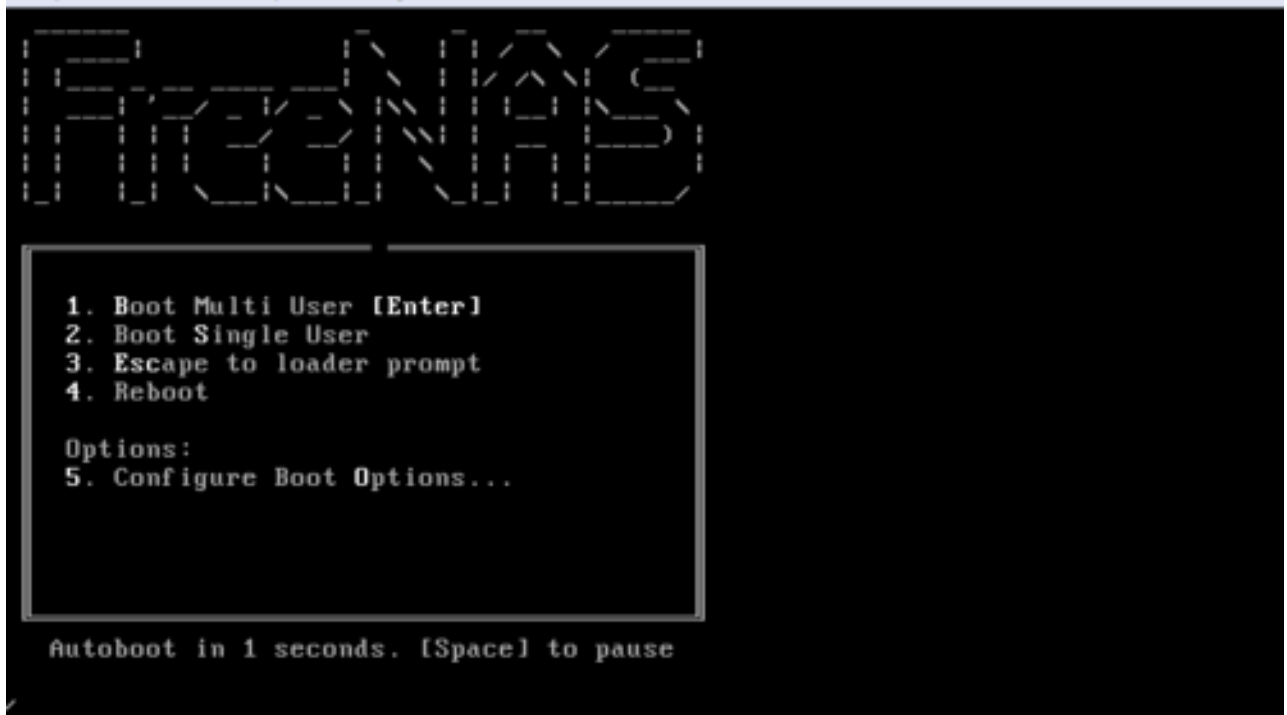 FreeNAS
1. Boot Multi User [Enter]
2. Boot Single User
3. Escape to loader prompt
4. Reboot
Options:
5. Configure Boot Options...
Autoboot in 1 seconds. [Space] to pause
/